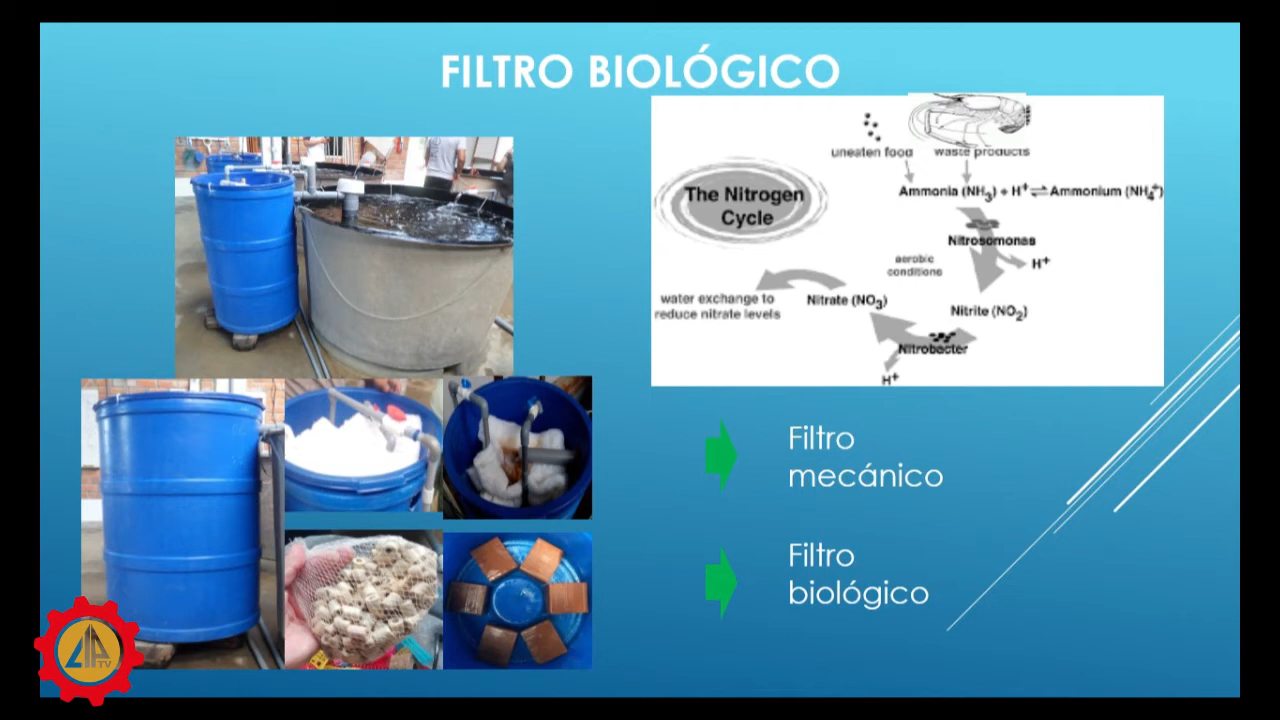 FILTRO BIOLÓGICO
uneaten food
waste products
The Nitrogen
Cycle
Ammonia (NH3) + H+ ⇌ Ammonium (NH4+)
Nitrosomonas
H+
aerobic
conditions
water exchange to
reduce nitrate levels
Nitrate (NO3)
Nitrite (NO2)
Nitrobacter
H+
Filtro
mecánico
Filtro
biológico
TV